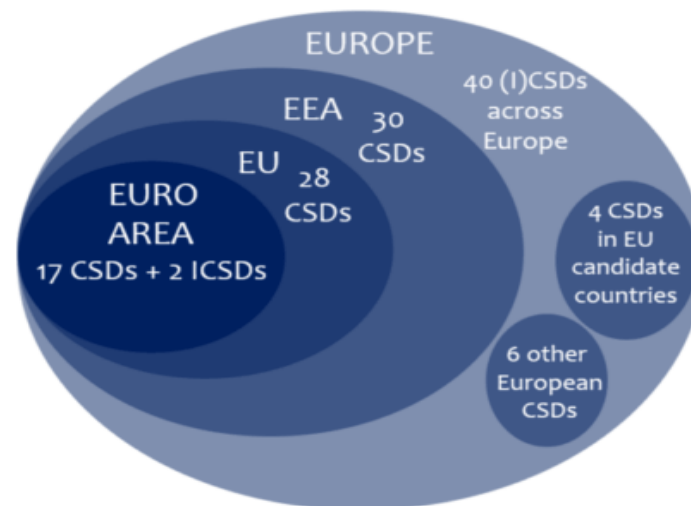 EUROPE
40 (I)CSDs
across
Europe
EEA
30
CSDs
EU
28
CSDs
EURO
AREA
17 CSDs + 2 ICSDs
4 CSDs
in EU
candidate
countries
6 other
European
CSDs